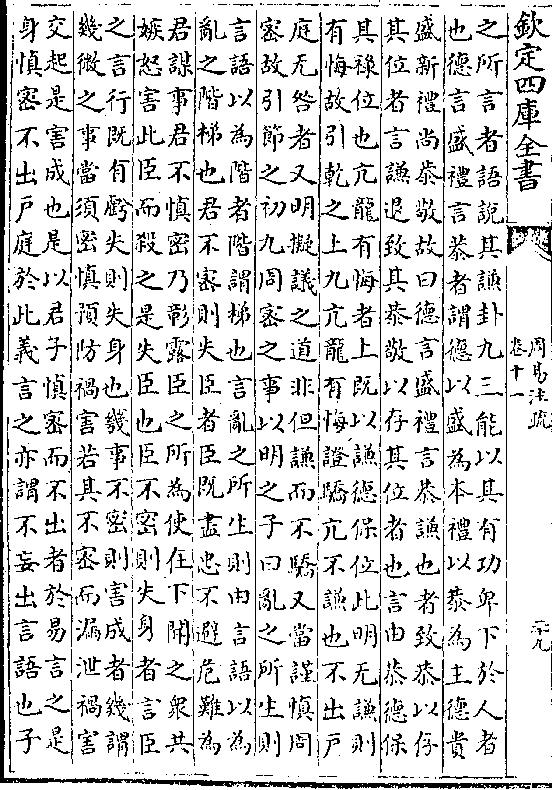 欽定四庫全書
周易注疏
卷十一
二十九
之所言者語說其謙卦九三能以其有功卑下於人者
也德言盛禮言恭者謂德以盛為本禮以恭為主德貴
盛新禮尚恭敬故曰德言盛禮言恭謙也者致恭以存
其位者言謙退致其恭敬以存其位者也言由恭德保
其祿位也亢龍有悔者上既以謙德保位此明无謙則
有悔故引乾之上九亢龍有悔證驕亢不謙也不出戸
庭无咎者又明擬議之道非但謙而不驕又當謹慎周
宻故引節之初九周宻之事以明之子曰亂之所生則
言語以為階者階謂梯也言亂之所生則由言語以為
亂之階梯也君不宻則失臣者臣既盡忠不避危難為
君謀事君不慎宻乃彰露臣之所為使在下聞之衆共
嫉怒害此臣而殺之是失臣也臣不宻則失身者言臣
之言行既有虧失則失身也幾事不宻則害成者幾謂
幾微之事當須宻慎預防禍害若其不宻而漏泄禍害
交起是害成也是以君子慎宻而不出者於易言之是
身慎宻不出戸庭於此義言之亦謂不妄出言語也子